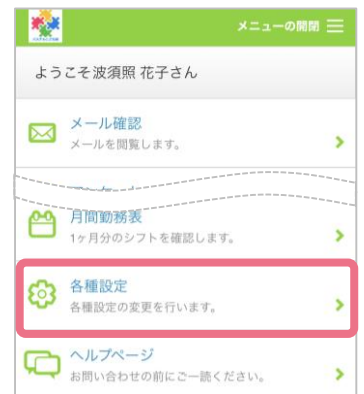 メニューの開閉
ようこそ波須照 花子さん
メール確認
メールを閲覧します。
月間勤務表
1ヶ月分のシフトを確認します。
各種設定
各種設定の変更を行います。
ヘルプページ
お問い合わせの前にご一読ください。